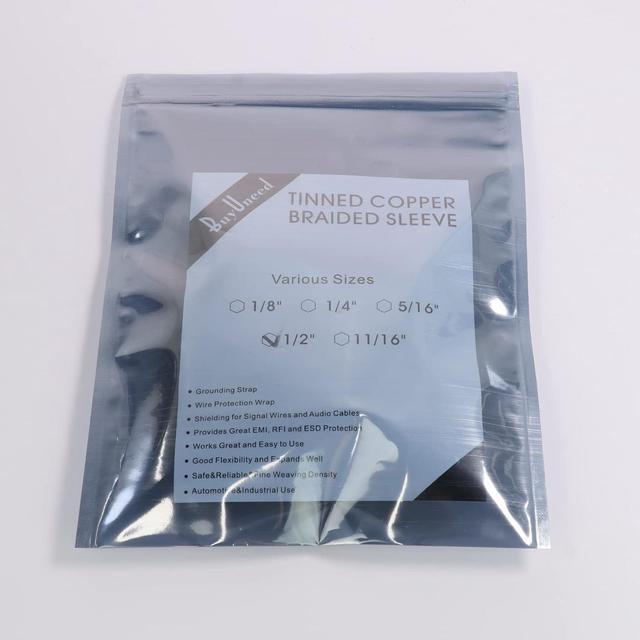 BuyUneed
TINNED COPPER
BRAIDED SLEEVE
Various Sizes
1/8" 1/4" 5/16"
1/2" 11/16"
Grounding Strap
Wire Protection Wrap
Shielding for Signal Wires and Audio Cables
Provides Great EMI, RFI and ESD Protection
Works Great and Easy to Use
Good Flexibility and Expands Well
Safe&Reliable&Fine Weaving Density
Automotive&Industrial Use